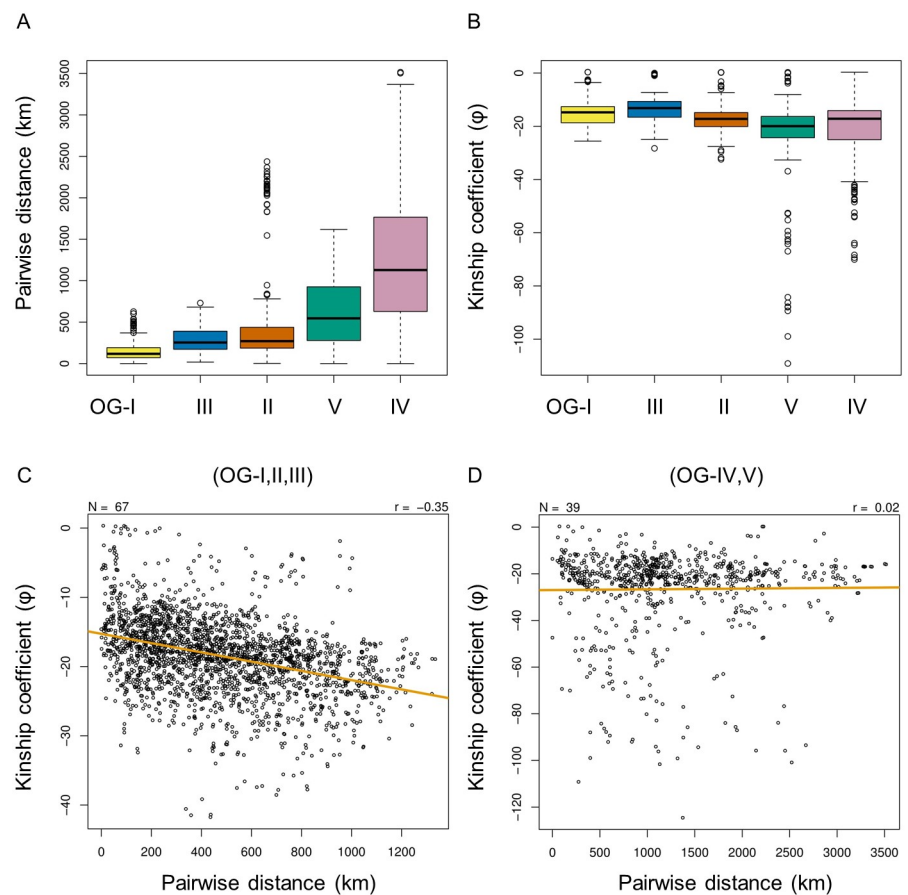 A
Pairwise distance (km)
3500
3000
2500
2000
1500
1000
500
0
OG-I III II V IV
B
Kinship coefficient (φ)
0
−20
−40
−60
−80
−100
OG-I III II V IV
C
(OG-I,II,III)
N = 67 r = −0.35
Kinship coefficient (φ)
0
−10
−20
−30
−40
0 200 400 600 800 1000 1200
Pairwise distance (km)
D
(OG-IV,V)
N = 39 r = 0.02
Kinship coefficient (φ)
0
−20
−40
−60
−80
−100
−120
0 500 1000 1500 2000 2500 3000 3500
Pairwise distance (km)